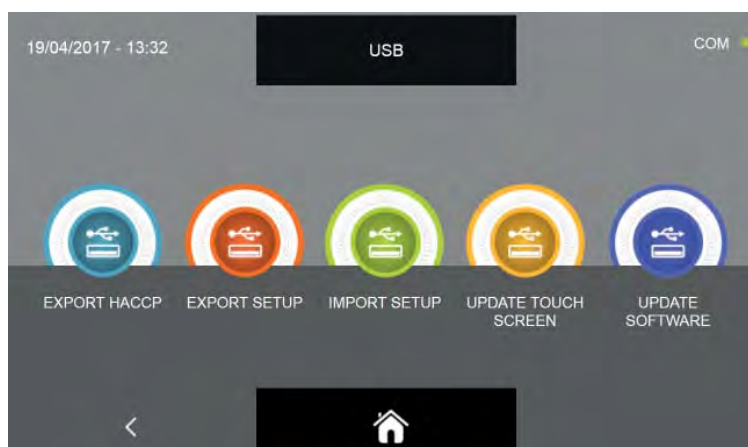 19/04/2017 - 13:32
USB
COM
EXPORT HACCP
EXPORT SETUP
IMPORT SETUP
UPDATE TOUCH
SCREEN
UPDATE
SOFTWARE